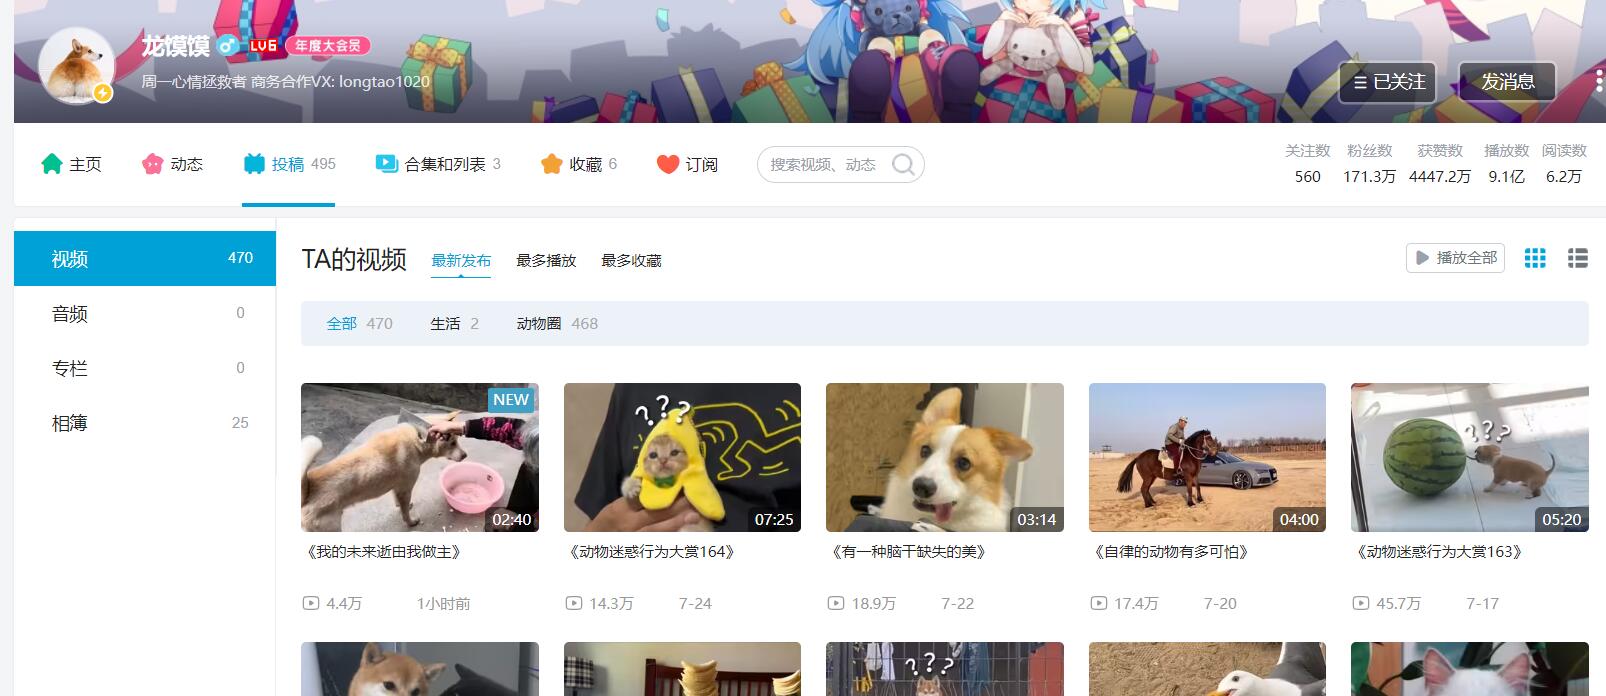 龙馍馍 LV6 年度大会员
周一心情拯救者 商务合作VX: longtao1020
已关注 发消息
主页 动态 投稿 495 合集和列表 3 收藏 6 订阅 搜索视频、动态
关注数 粉丝数 获赞数 播放数 阅读数
560 171.3万 4447.2万 9.1亿 6.2万
视频 470
音频 0
专栏 0
相簿 25
TA的视频 最新发布 最多播放 最多收藏 播放全部
全部 470 生活 2 动物圈 468
NEW
???
???
02:40 07:25 03:14 04:00 05:20
《我的未来逝由我做主》 《动物迷惑行为大赏164》 《有一种脑干缺失的美》 《自律的动物有多可怕》 《动物迷惑行为大赏163》
4.4万 1小时前 14.3万 7-24 18.9万 7-22 17.4万 7-20 45.7万 7-17
???